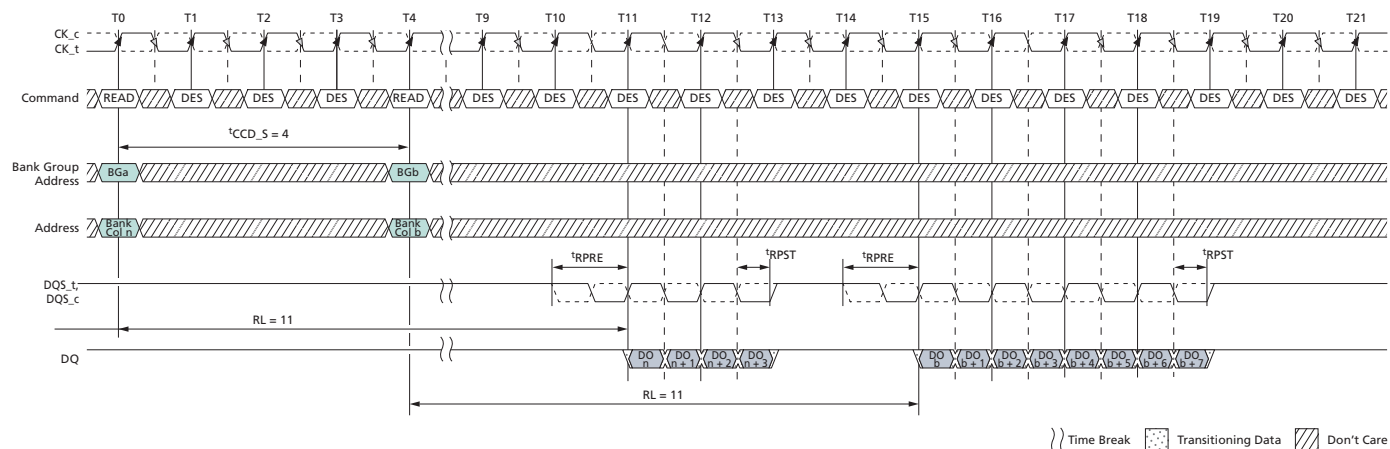 T0 T1 T2 T3 T4 T9 T10 T11 T12 T13 T14 T15 T16 T17 T18 T19 T20 T21
CK_c
CK_t
Command READ DES DES DES READ DES DES DES DES DES DES DES DES DES DES DES DES DES
tCCD_S = 4
Bank Group
Address
BGa BGb
Address
Bank
Col n
Bank
Col b
tRPRE tRPST tRPRE tRPST
DQS_t,
DQS_c
RL = 11
DQ
DO
n
DO
n + 1
DO
n + 2
DO
n + 3
DO
b
DO
b + 1
DO
b + 2
DO
b + 3
DO
b + 4
DO
b + 5
DO
b + 6
DO
b + 7
RL = 11
Time Break Transitioning Data Don't Care